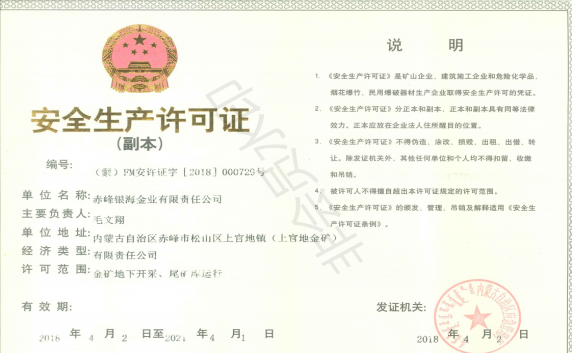 安全生产许可证
(副本)
编号:
(蒙) FM安许证字 [2018] 000729号
单位名称: 赤峰银海金业有限责任公司
主要负责人: 毛文翔
单位地址: 内蒙古自治区赤峰市松山区上官地镇 (上官地金矿)
经济类型: 有限责任公司
许可范围: 金矿地下开采、尾矿库运行
有效期:
2018 年 4 月 2 日至2021 年 4 月 1 日
说 明
1、《安全生产许可证》是矿山企业、建筑施工企业和危险化学品、
烟花爆竹、民用爆破器材生产企业取得安全生产许可的凭证。
2、《安全生产许可证》分正本和副本,正本和副本具有同等法律
效力。正本应放在企业法人住所醒目的位置。
3、《安全生产许可证》不得伪造、涂改、损毁、出租、出借、转
让。除发证机关外,其他任何单位和个人均不得扣留、收缴
和吊销。
4、被许可人不得擅自超出本许可证规定的许可范围。
5、《安全生产许可证》的颁发、管理、吊销及解释适用《安全生
产许可证条例》。
发证机关:
2018 年 4 月 2 日
非会员水印